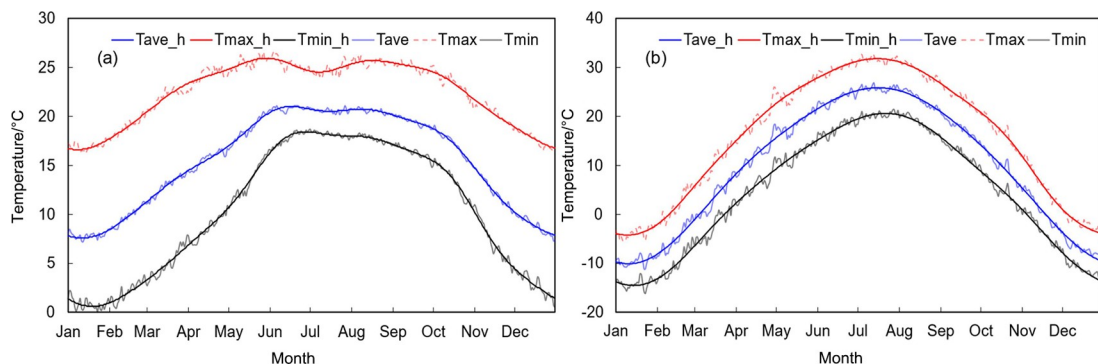 30
25
20
15
10
5
0
Temperature/°C
Tave_h Tmax_h Tmin_h Tave Tmax Tmin
(a)
Jan Feb Mar Apr May Jun Jul Aug Sep Oct Nov Dec
Month
40
30
20
10
0
-10
-20
Temperature/°C
Tave_h Tmax_h Tmin_h Tave Tmax Tmin
(b)
Jan Feb Mar Apr May Jun Jul Aug Sep Oct Nov Dec
Month